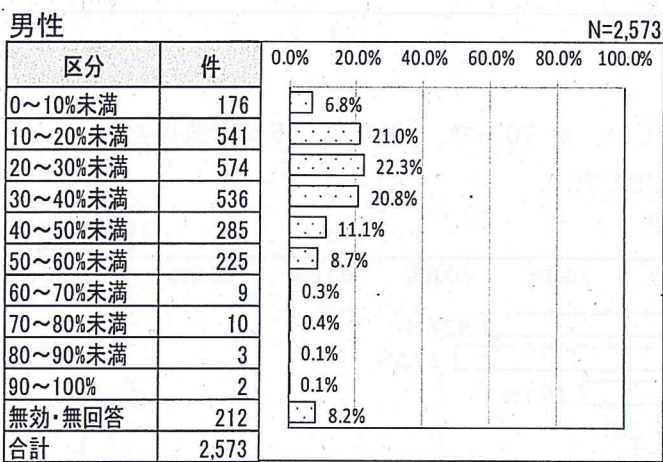 男性
N=2,573
区分 件 0.0% 20.0% 40.0% 60.0% 80.0% 100.0%
0～10%未満 176 6.8%
10～20%未満 541 21.0%
20～30%未満 574 22.3%
30～40%未満 536 20.8%
40～50%未満 285 11.1%
50～60%未満 225 8.7%
60～70%未満 9 0.3%
70～80%未満 10 0.4%
80～90%未満 3 0.1%
90～100% 2 0.1%
無効・無回答 212 8.2%
合計 2,573